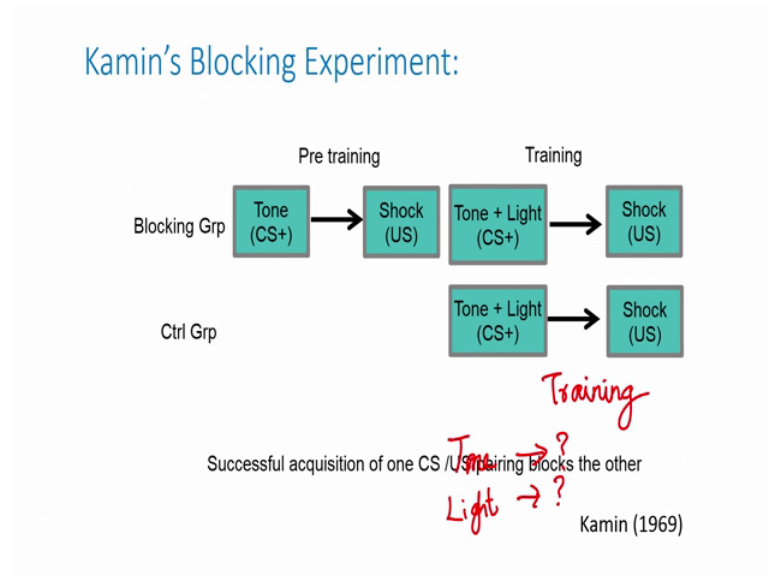 Kamin's Blocking Experiment:
Pre training Training
Blocking Grp Tone (CS+) Shock (US) Tone + Light (CS+) Shock (US)
Ctrl Grp Tone + Light (CS+) Shock (US)
Training
Tone → ?
Successful acquisition of one CS /US pairing blocks the other
Light → ?
Kamin (1969)